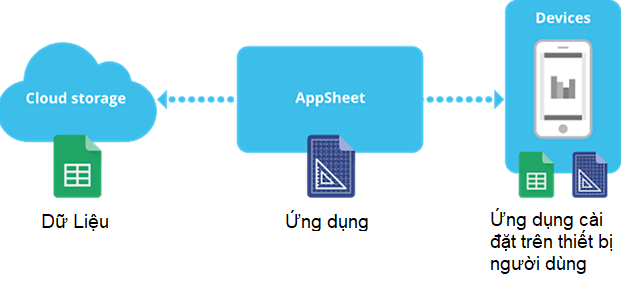 Devices
Cloud storage
AppSheet
Dữ Liệu
Ứng dụng
Ứng dụng cài
đặt trên thiết bị
người dùng